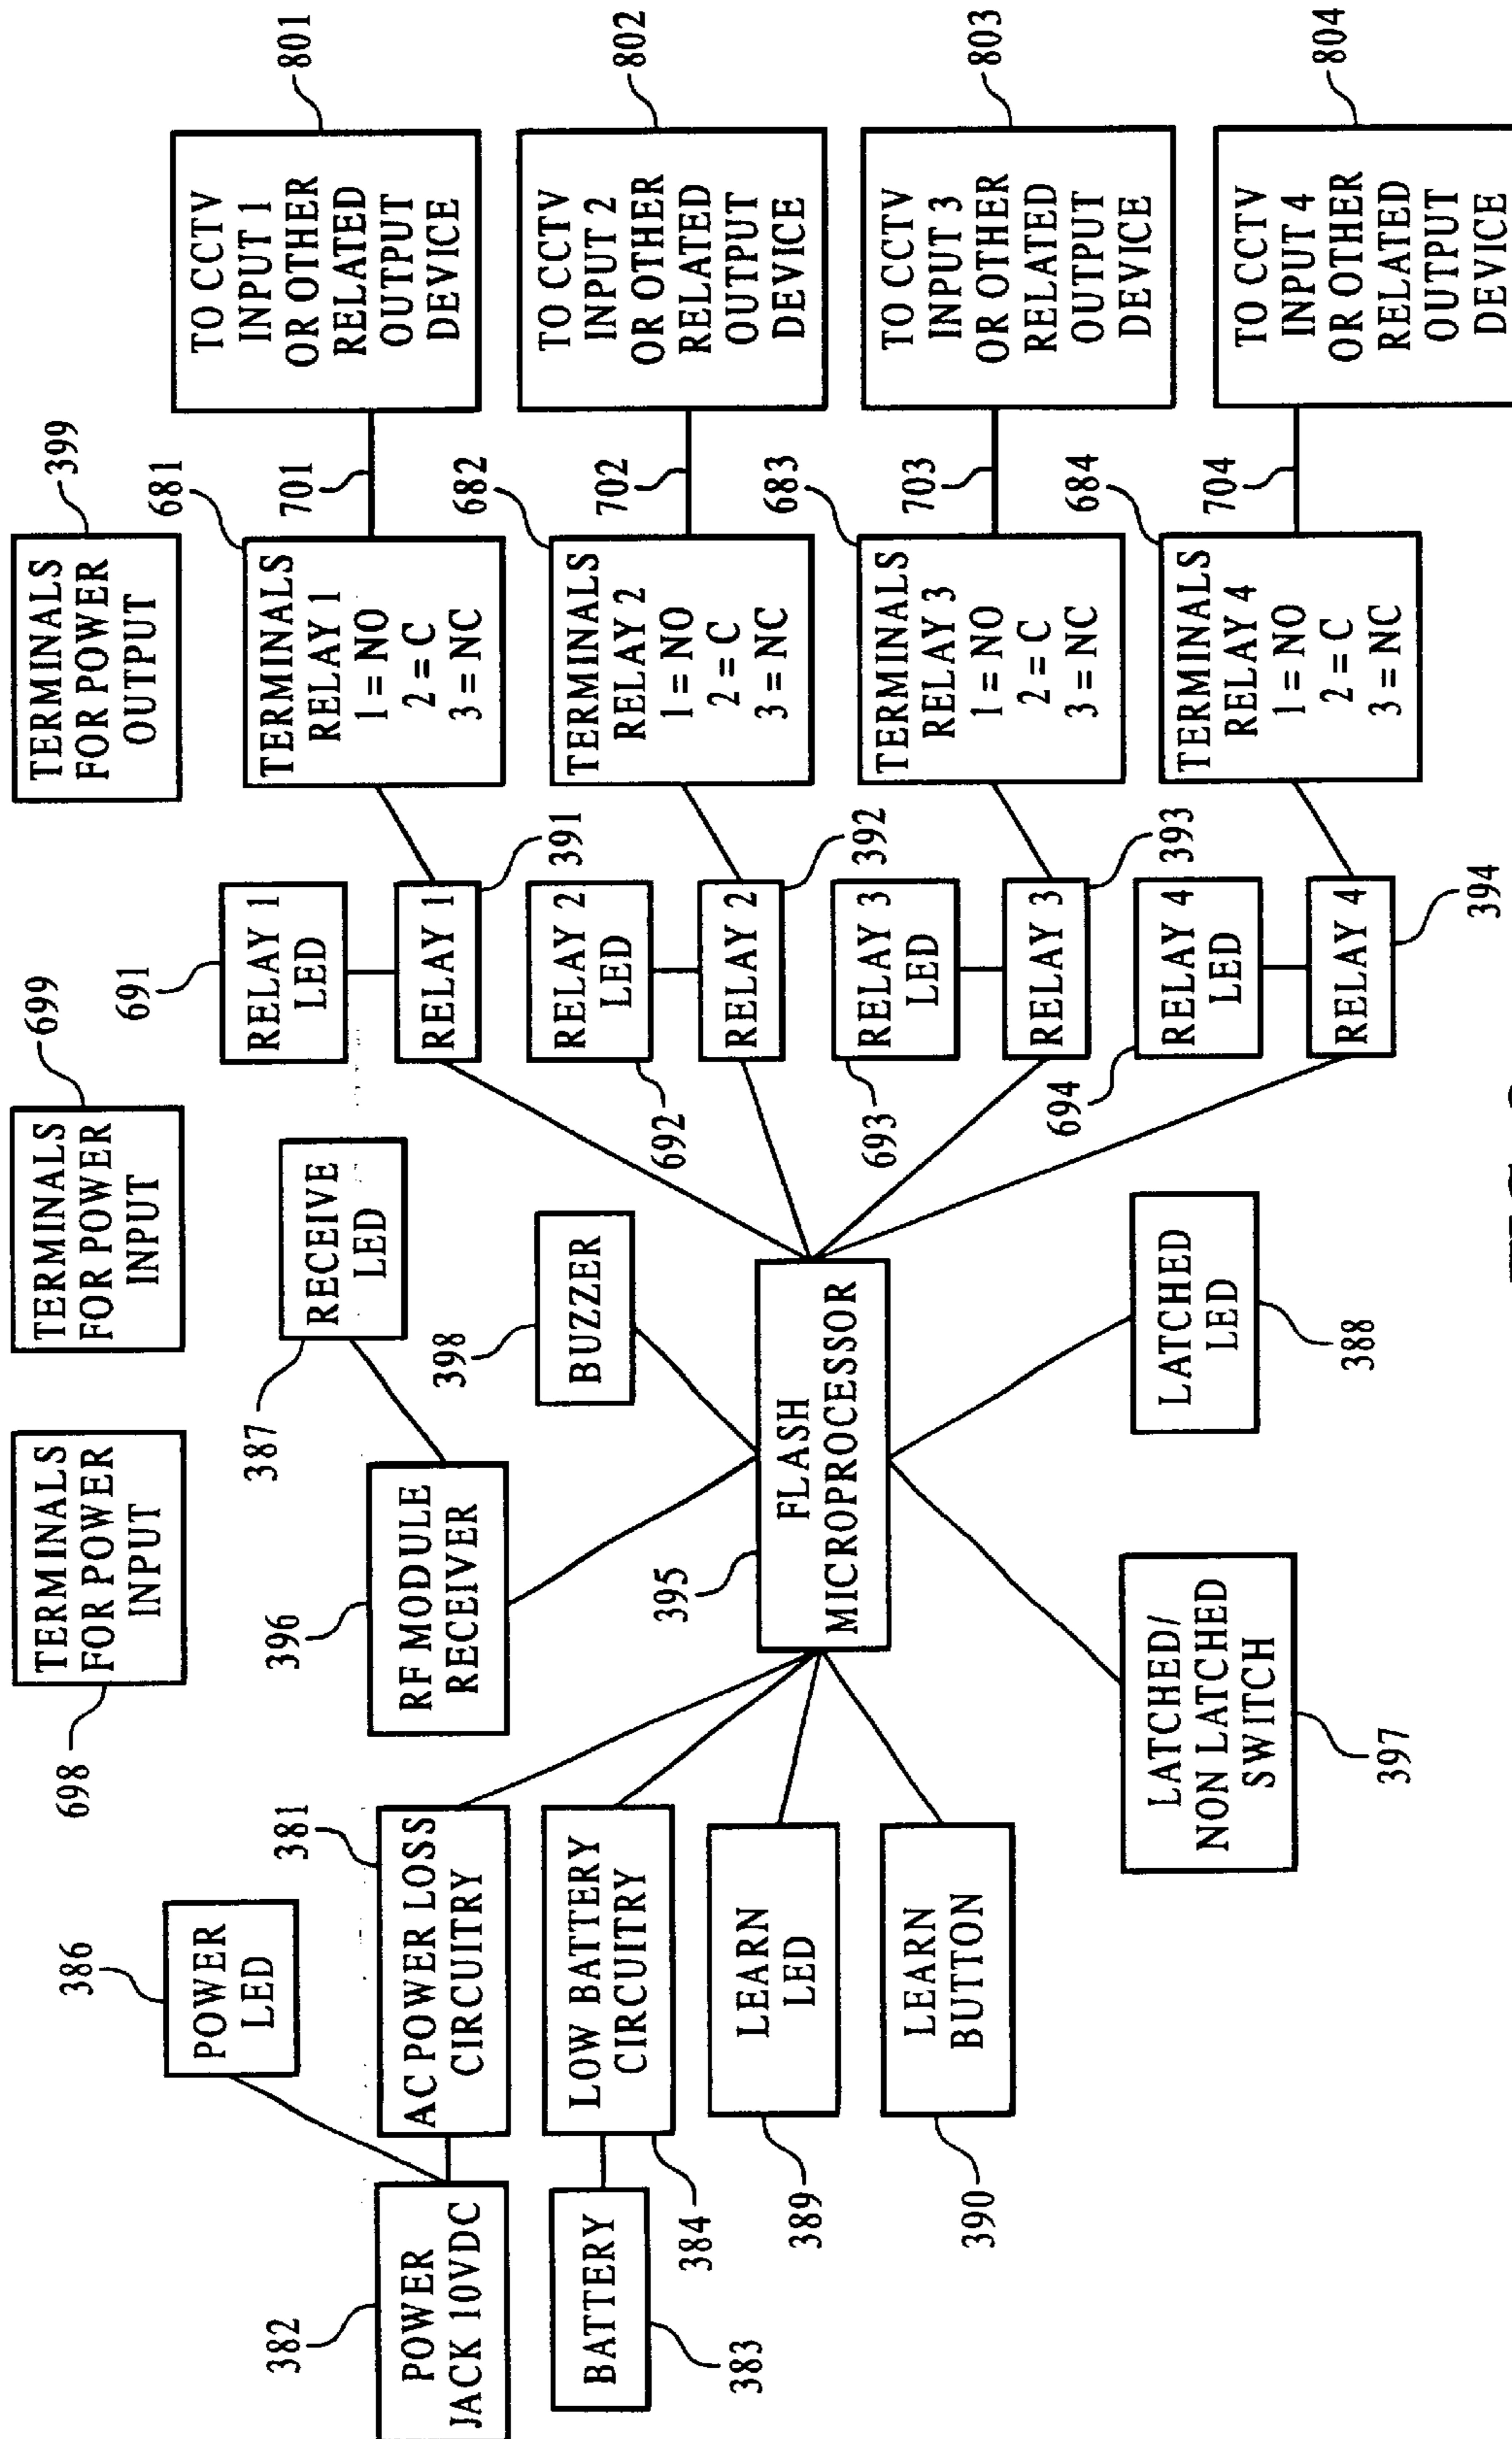 TERMINALS
FOR POWER
INPUT
698
TERMINALS
FOR POWER
INPUT
699
TERMINALS
FOR POWER
OUTPUT
399
386
POWER
LED
382
POWER
JACK 10VDC
381
AC POWER LOSS
CIRCUITRY
BATTERY
383
LOW BATTERY
CIRCUITRY
384
LEARN
LED
389
LEARN
BUTTON
390
396
RF MODULE
RECEIVER
387
RECEIVE
LED
398
BUZZER
395
FLASH
MICROPROCESSOR
LATCHED/
NON LATCHED
SWITCH
397
LATCHED
LED
388
691
RELAY 1
LED
RELAY 1
391
692
RELAY 2
LED
RELAY 2
392
693
RELAY 3
LED
RELAY 3
393
694
RELAY 4
LED
RELAY 4
394
681
TERMINALS
RELAY 1
1 = NO
2 = C
3 = NC
701
682
TERMINALS
RELAY 2
1 = NO
2 = C
3 = NC
702
683
TERMINALS
RELAY 3
1 = NO
2 = C
3 = NC
703
684
TERMINALS
RELAY 4
1 = NO
2 = C
3 = NC
704
TO CCTV
INPUT 1
OR OTHER
RELATED
OUTPUT
DEVICE
801
TO CCTV
INPUT 2
OR OTHER
RELATED
OUTPUT
DEVICE
802
TO CCTV
INPUT 3
OR OTHER
RELATED
OUTPUT
DEVICE
803
TO CCTV
INPUT 4
OR OTHER
RELATED
OUTPUT
DEVICE
804